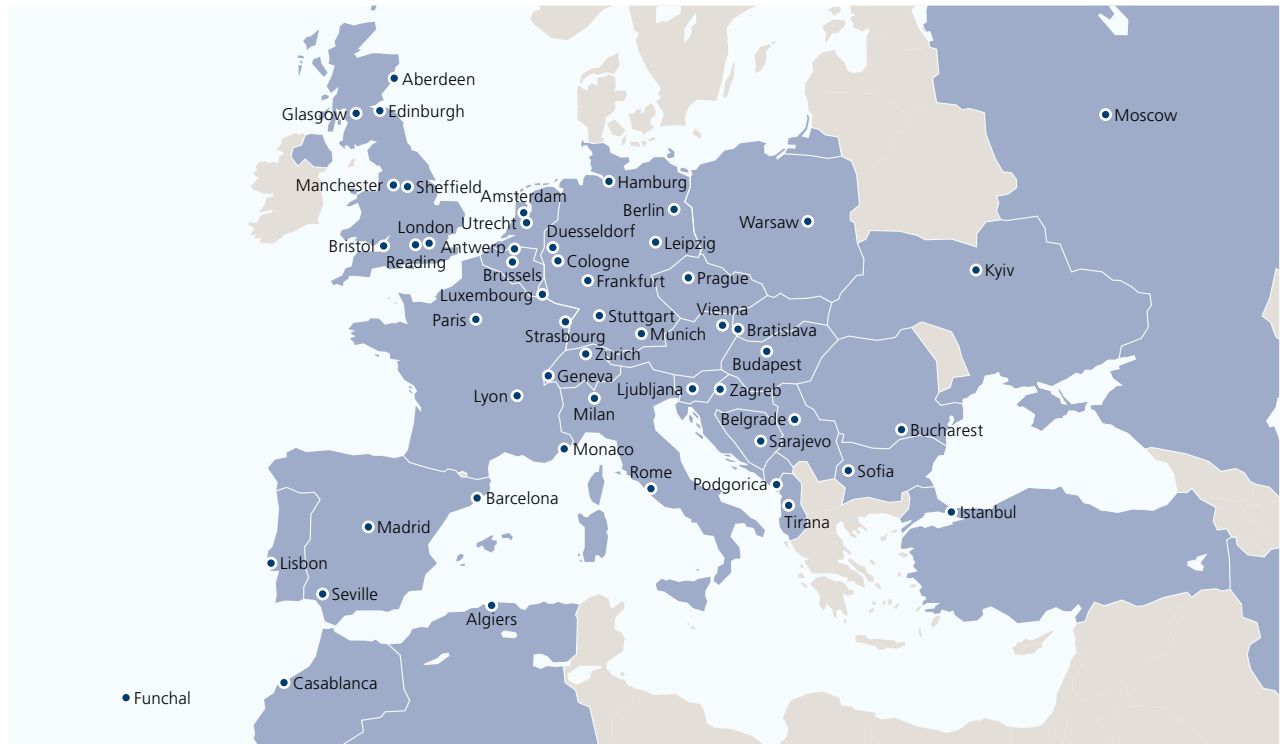 Aberdeen
Glasgow
Edinburgh
Moscow
Manchester
Sheffield
Hamburg
Amsterdam
Berlin
Utrecht
Warsaw
London
Duesseldorf
Bristol
Antwerp
Leipzig
Reading
Cologne
Brussels
Kyiv
Frankfurt
Prague
Luxembourg
Vienna
Paris
Stuttgart
Strasbourg
Munich
Bratislava
Zurich
Budapest
Geneva
Ljubljana
Zagreb
Lyon
Milan
Belgrade
Bucharest
Sarajevo
Monaco
Rome
Sofia
Podgorica
Barcelona
Istanbul
Tirana
Madrid
Lisbon
Seville
Algiers
Casablanca
Funchal